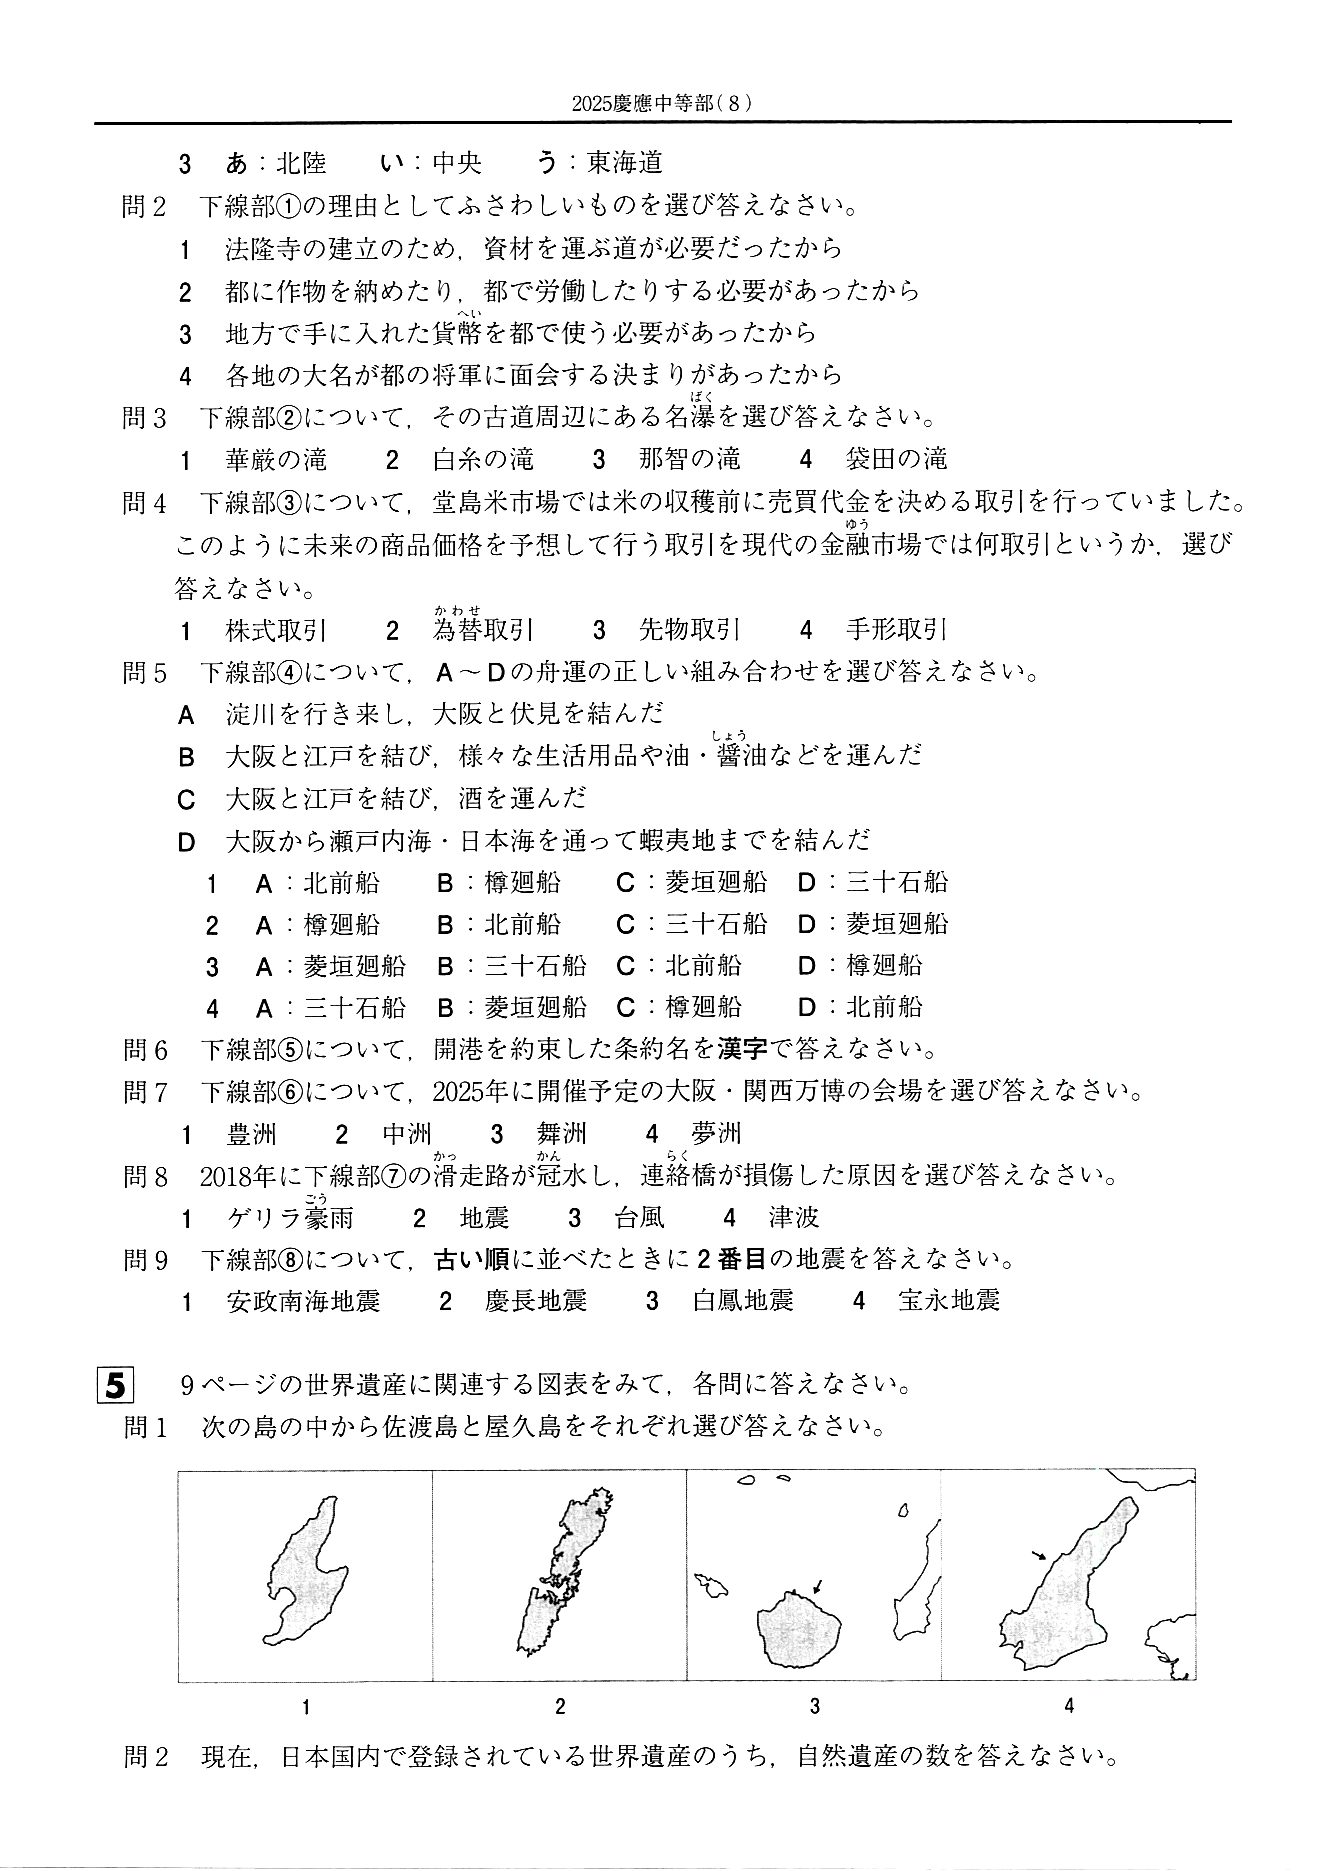 2025慶應中等部(8)
3 あ：北陸 い：中央 う：東海道
問2 下線部①の理由としてふさわしいものを選び答えなさい。
1 法隆寺の建立のため，資材を運ぶ道が必要だったから
2 都に作物を納めたり，都で労働したりする必要があったから
へい
3 地方で手に入れた貨幣を都で使う必要があったから
4 各地の大名が都の将軍に面会する決まりがあったから
ばく
問3 下線部②について，その古道周辺にある名瀑を選び答えなさい。
1 華厳の滝 2 白糸の滝 3 那智の滝 4 袋田の滝
問4 下線部③について，堂島米市場では米の収穫前に売買代金を決める取引を行っていました。
ゆう
このように未来の商品価格を予想して行う取引を現代の金融市場では何取引というか，選び
答えなさい。
かわせ
1 株式取引 2 為替取引 3 先物取引 4 手形取引
問5 下線部④について，A～Dの舟運の正しい組み合わせを選び答えなさい。
A 淀川を行き来し，大阪と伏見を結んだ
しょう
B 大阪と江戸を結び，様々な生活用品や油・醤油などを運んだ
C 大阪と江戸を結び，酒を運んだ
D 大阪から瀬戸内海・日本海を通って蝦夷地までを結んだ
1 A：北前船 B：樽廻船 C：菱垣廻船 D：三十石船
2 A：樽廻船 B：北前船 C：三十石船 D：菱垣廻船
3 A：菱垣廻船 B：三十石船 C：北前船 D：樽廻船
4 A：三十石船 B：菱垣廻船 C：樽廻船 D：北前船
問6 下線部⑤について，開港を約束した条約名を漢字で答えなさい。
問7 下線部⑥について，2025年に開催予定の大阪・関西万博の会場を選び答えなさい。
1 豊洲 2 中洲 3 舞洲 4 夢洲
かっ かん らく
問8 2018年に下線部⑦の滑走路が冠水し，連絡橋が損傷した原因を選び答えなさい。
ごう
1 ゲリラ豪雨 2 地震 3 台風 4 津波
問9 下線部⑧について，古い順に並べたときに2番目の地震を答えなさい。
1 安政南海地震 2 慶長地震 3 白鳳地震 4 宝永地震
5 9ページの世界遺産に関連する図表をみて，各問に答えなさい。
問1 次の島の中から佐渡島と屋久島をそれぞれ選び答えなさい。
1 2 3 4
問2 現在，日本国内で登録されている世界遺産のうち，自然遺産の数を答えなさい。